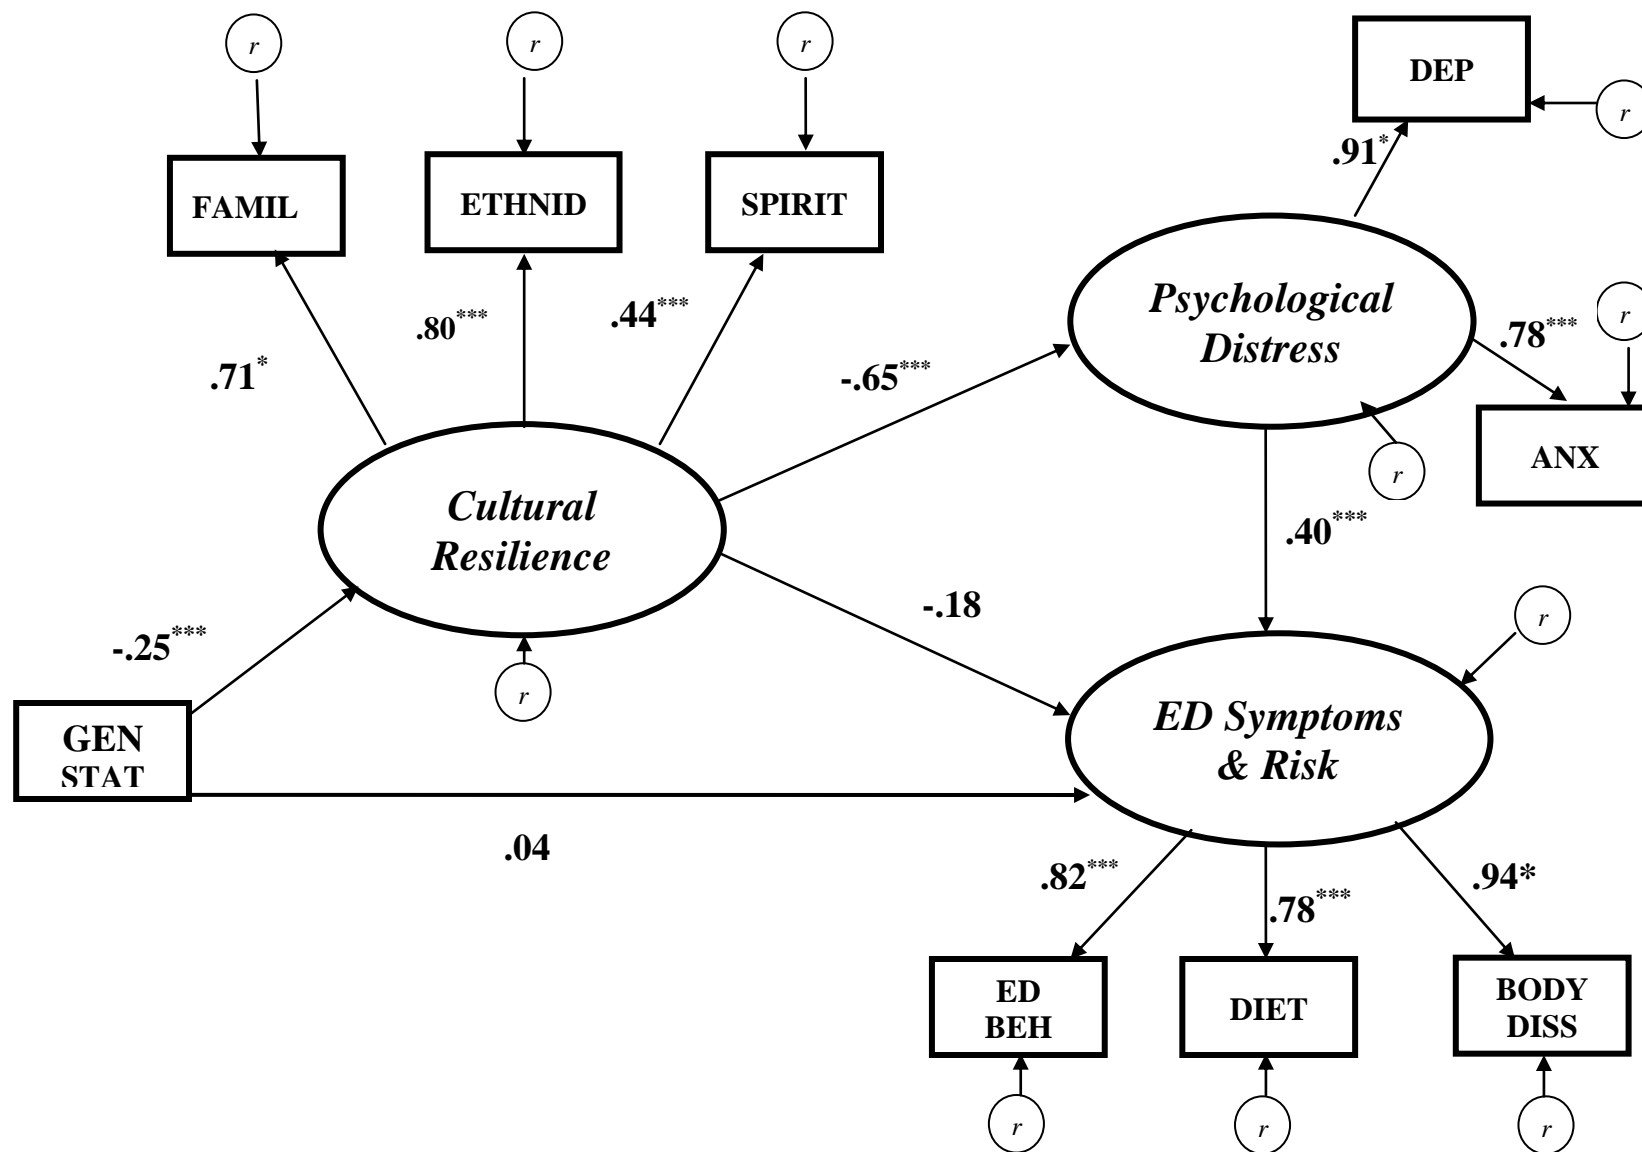 r
r
r
DEP
r
FAMIL
ETHNID
SPIRIT
.91*
Psychological
Distress
r
.78***
.71*
.80***
.44***
-.65***
ANX
r
Cultural
Resilience
.40***
-.18
r
-.25***
r
GEN
STAT
ED Symptoms
& Risk
.04
.82***
.78***
.94*
ED
BEH
DIET
BODY
DISS
r
r
r